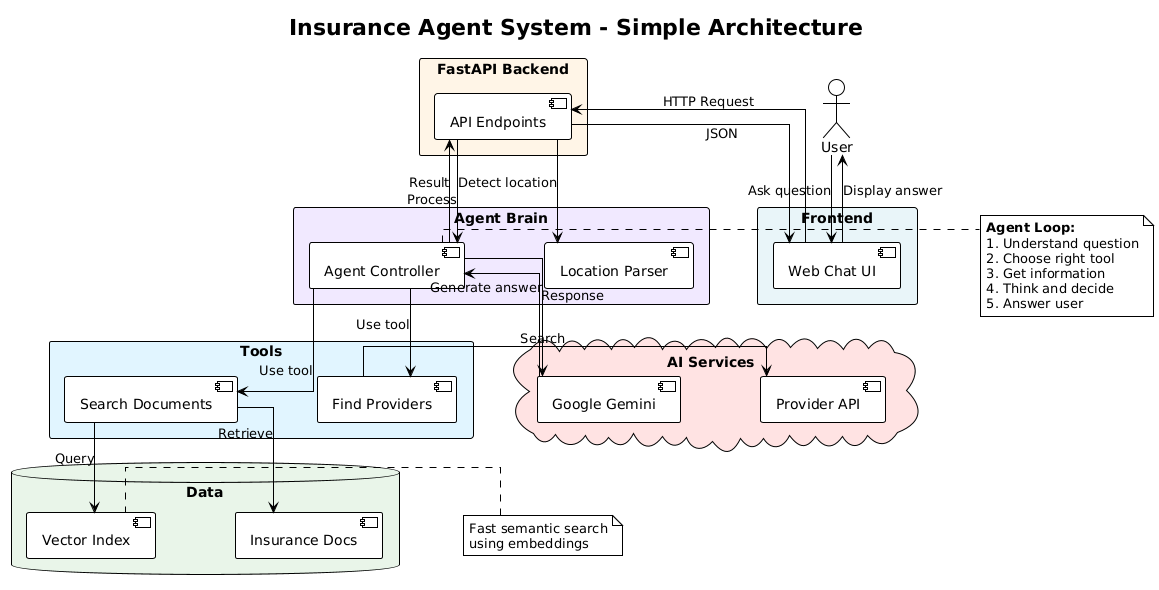 Insurance Agent System - Simple Architecture
FastAPI Backend
API Endpoints
HTTP Request
JSON
User
Result
Detect location
Process
Ask question
Display answer
Agent Brain
Frontend
Agent Controller
Location Parser
Web Chat UI
Agent Loop:
1. Understand question
2. Choose right tool
3. Get information
4. Think and decide
5. Answer user
Generate answer
Response
Use tool
Search
Tools
Use tool
AI Services
Search Documents
Find Providers
Google Gemini
Provider API
Retrieve
Query
Data
Vector Index
Insurance Docs
Fast semantic search
using embeddings